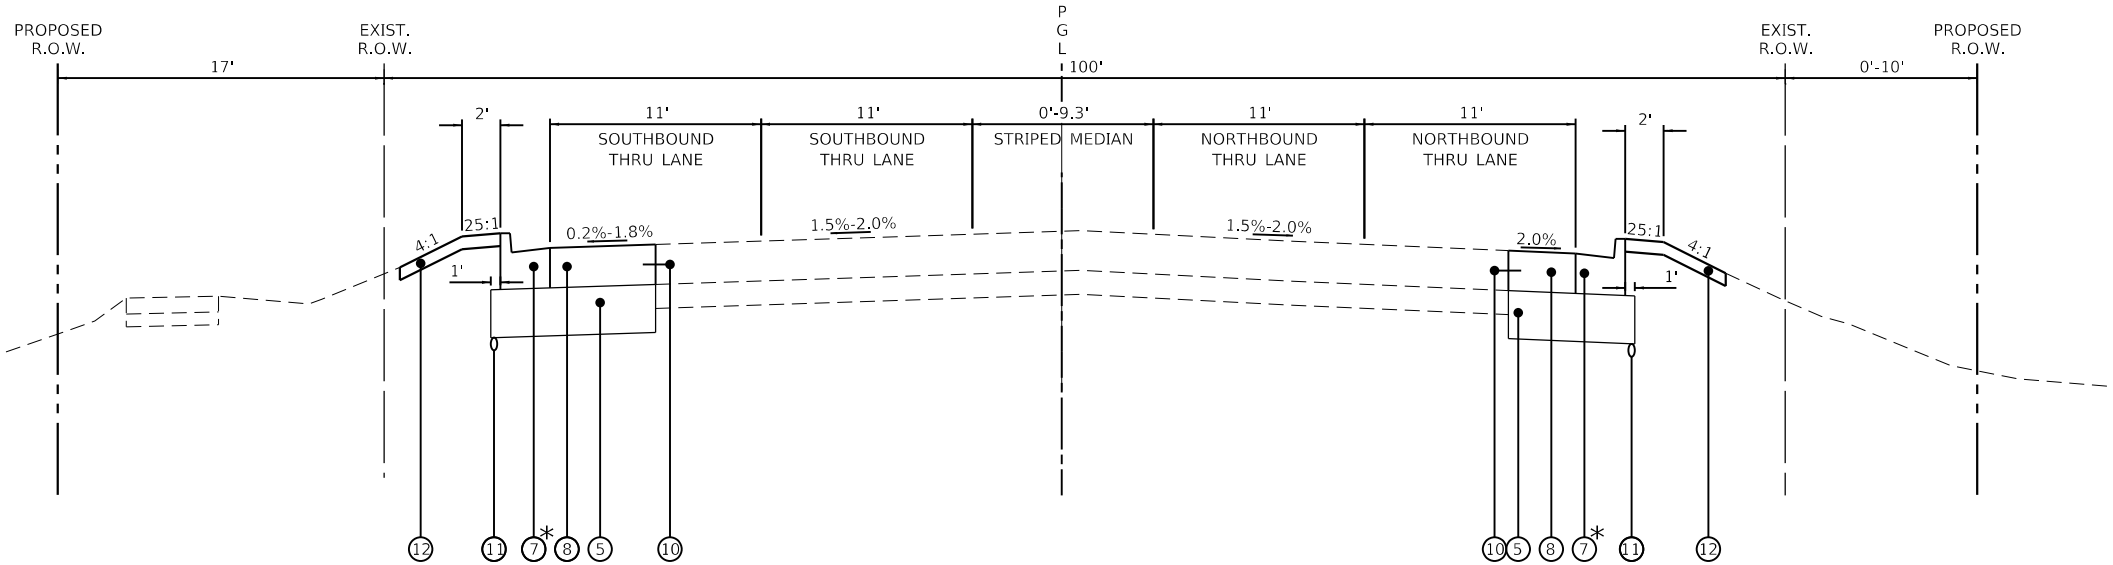 P
G
L
PROPOSED
R.O.W.
EXIST.
R.O.W.
EXIST.
R.O.W.
PROPOSED
R.O.W.
17'
100'
0'-10'
2'
11'
11'
0'-9.3'
11'
11'
2'
SOUTHBOUND
THRU LANE
SOUTHBOUND
THRU LANE
STRIPED MEDIAN
NORTHBOUND
THRU LANE
NORTHBOUND
THRU LANE
4:1
25:1
0.2%-1.8%
1.5%-2.0%
1.5%-2.0%
2.0%
25:1
4:1
1'
1'
12
11
7*
8
5
10
10
5
8
7*
11
12